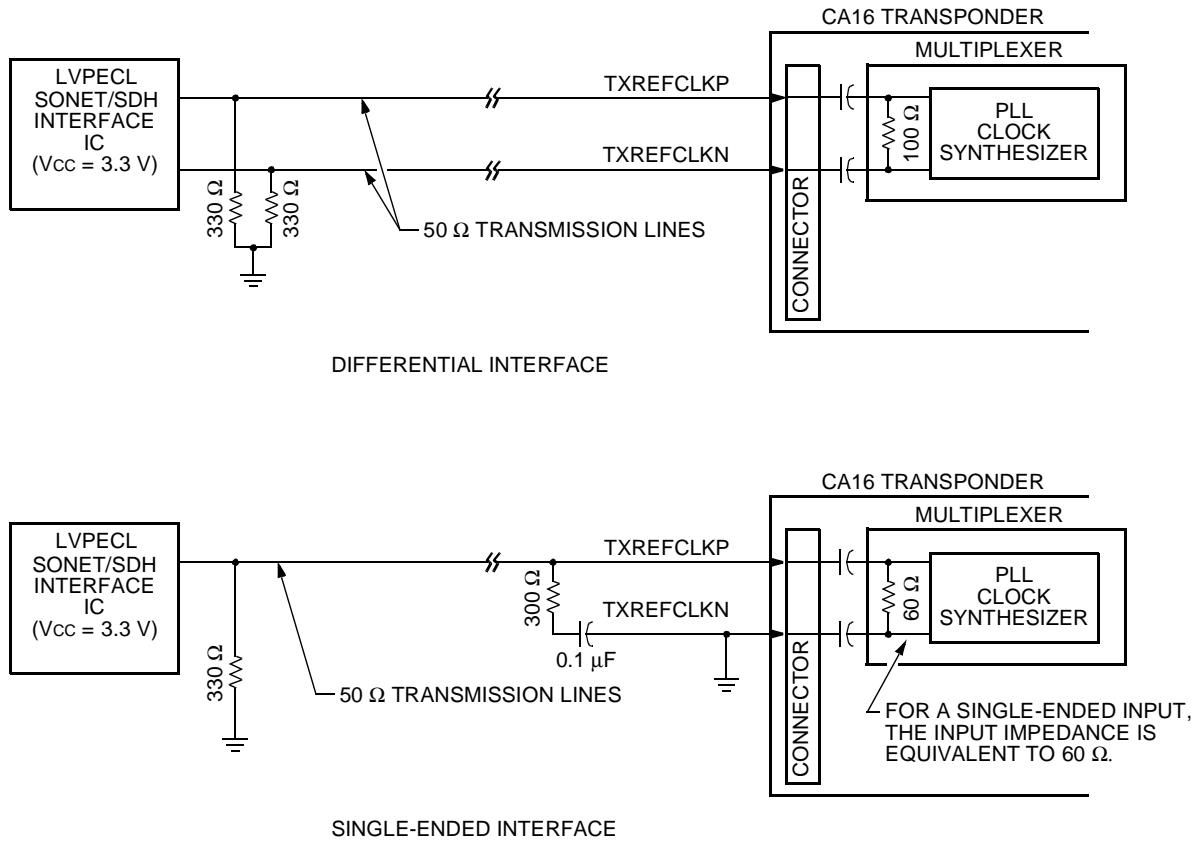 CA16 TRANSPONDER
MULTIPLEXER
LVPECL
SONET/SDH
INTERFACE
IC
(VCC = 3.3 V)
TXREFCLKP
TXREFCLKN
330 Ω
330 Ω
50 Ω TRANSMISSION LINES
CONNECTOR
100 Ω
PLL
CLOCK
SYNTHESIZER
DIFFERENTIAL INTERFACE
CA16 TRANSPONDER
MULTIPLEXER
LVPECL
SONET/SDH
INTERFACE
IC
(VCC = 3.3 V)
TXREFCLKP
300 Ω
TXREFCLKN
0.1 μF
330 Ω
50 Ω TRANSMISSION LINES
CONNECTOR
60 Ω
PLL
CLOCK
SYNTHESIZER
FOR A SINGLE-ENDED INPUT,
THE INPUT IMPEDANCE IS
EQUIVALENT TO 60 Ω.
SINGLE-ENDED INTERFACE